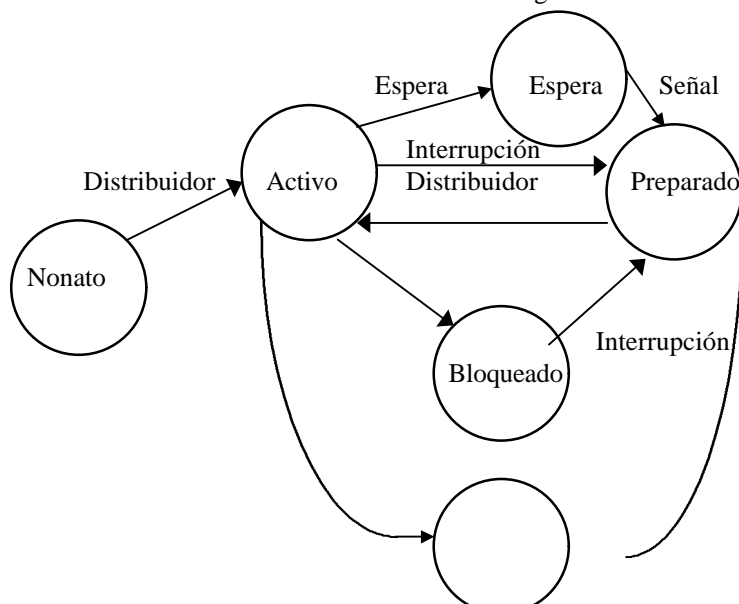 Espera
Espera
Señal
Interrupción
Distribuidor
Distribuidor
Activo
Preparado
Nonato
Interrupción
Bloqueado